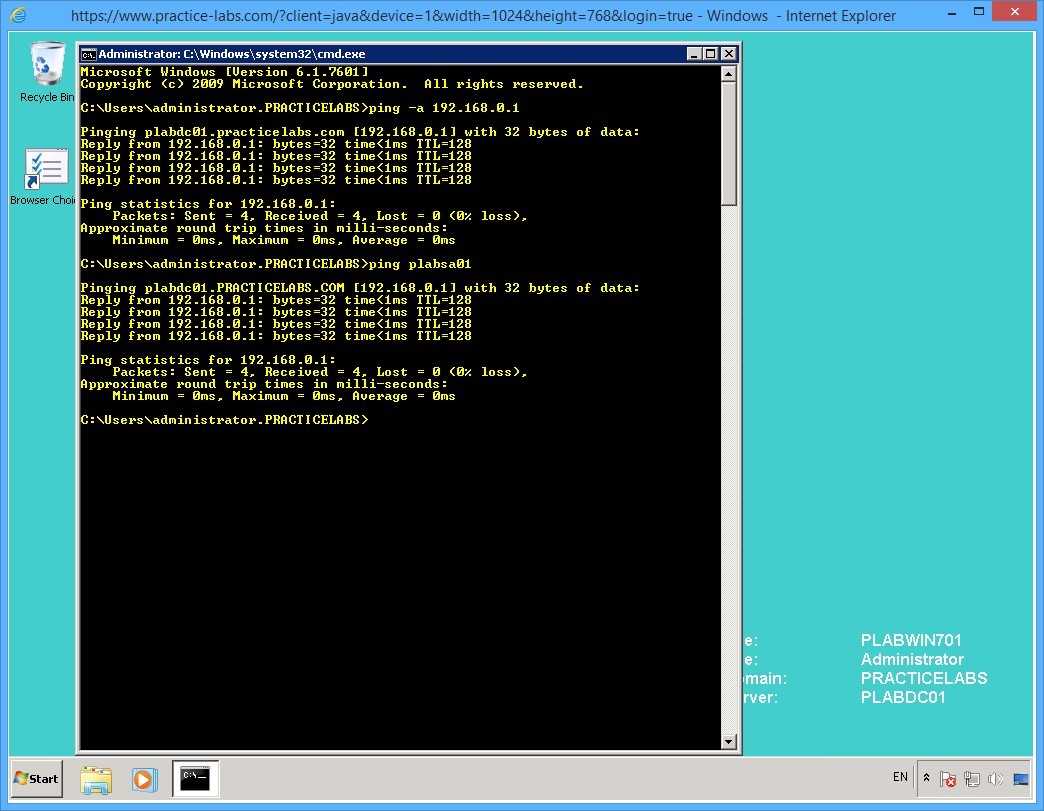 https://www.practice-labs.com/?client=java&device=1&width=1024&height=768&login=true - Windows - Internet Explorer
Recycle Bin
Browser Choi
Administrator: C:\Windows\system32\cmd.exe
Microsoft Windows [Version 6.1.7601]
Copyright (c) 2009 Microsoft Corporation.  All rights reserved.
C:\Users\administrator.PRACTICELABS>ping -a 192.168.0.1
Pinging plabdc01.practicelabs.com [192.168.0.1] with 32 bytes of data:
Reply from 192.168.0.1: bytes=32 time<1ms TTL=128
Reply from 192.168.0.1: bytes=32 time<1ms TTL=128
Reply from 192.168.0.1: bytes=32 time<1ms TTL=128
Reply from 192.168.0.1: bytes=32 time<1ms TTL=128
Ping statistics for 192.168.0.1:
    Packets: Sent = 4, Received = 4, Lost = 0 (0% loss),
Approximate round trip times in milli-seconds:
    Minimum = 0ms, Maximum = 0ms, Average = 0ms
C:\Users\administrator.PRACTICELABS>ping plabsa01
Pinging plabdc01.PRACTICELABS.COM [192.168.0.1] with 32 bytes of data:
Reply from 192.168.0.1: bytes=32 time<1ms TTL=128
Reply from 192.168.0.1: bytes=32 time<1ms TTL=128
Reply from 192.168.0.1: bytes=32 time<1ms TTL=128
Reply from 192.168.0.1: bytes=32 time<1ms TTL=128
Ping statistics for 192.168.0.1:
    Packets: Sent = 4, Received = 4, Lost = 0 (0% loss),
Approximate round trip times in milli-seconds:
    Minimum = 0ms, Maximum = 0ms, Average = 0ms
C:\Users\administrator.PRACTICELABS>
e: PLABWIN701
e: Administrator
main: PRACTICELABS
rver: PLABDC01
Start
EN